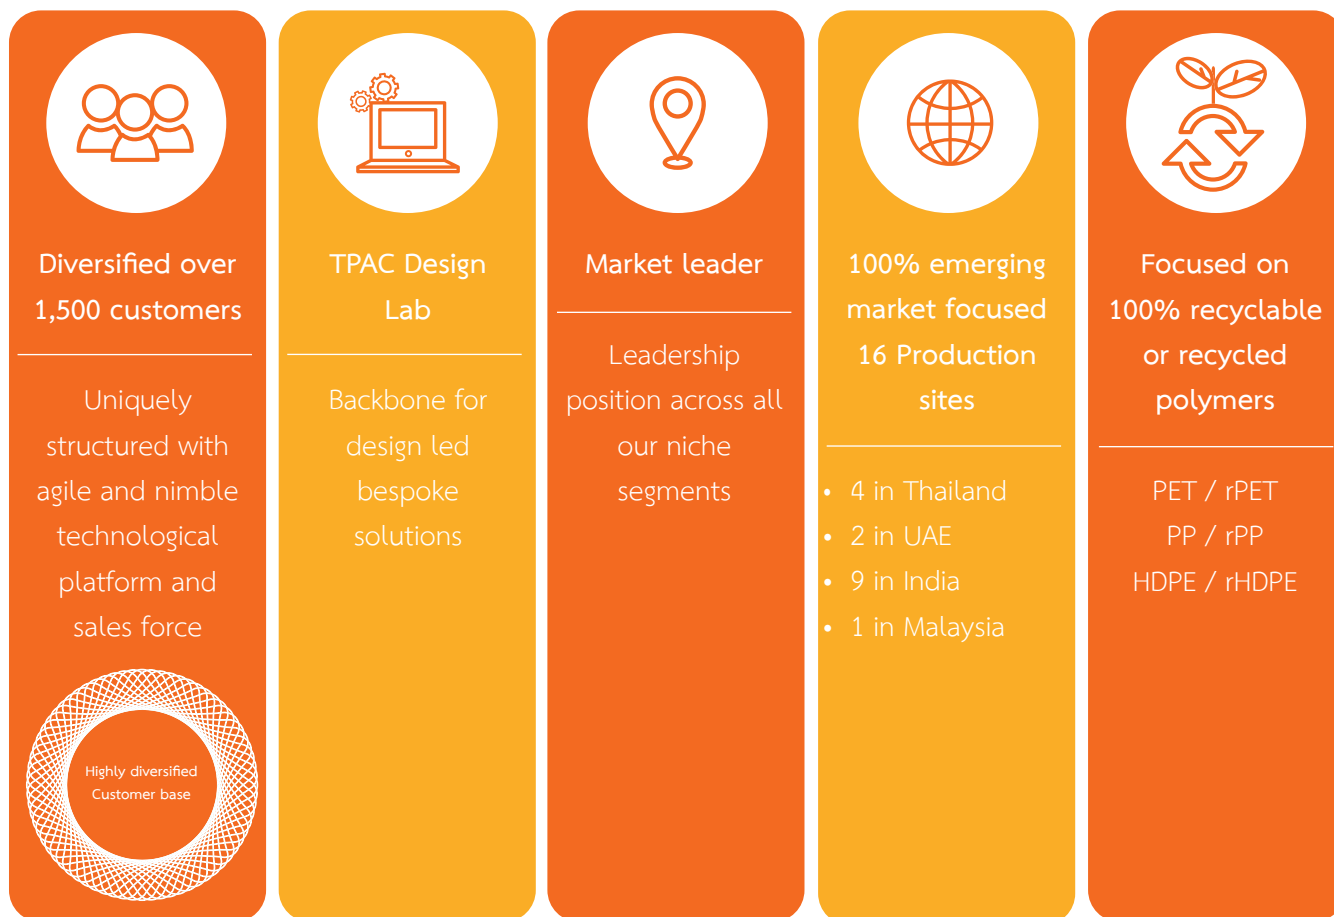 Diversified over
1,500 customers
Uniquely
structured with
agile and nimble
technological
platform and
sales force
Highly diversified
Customer base
TPAC Design
Lab
Backbone for
design led
bespoke
solutions
Market leader
Leadership
position across all
our niche
segments
100% emerging
market focused
16 Production
sites
• 4 in Thailand
• 2 in UAE
• 9 in India
• 1 in Malaysia
Focused on
100% recyclable
or recycled
polymers
PET / rPET
PP / rPP
HDPE / rHDPE